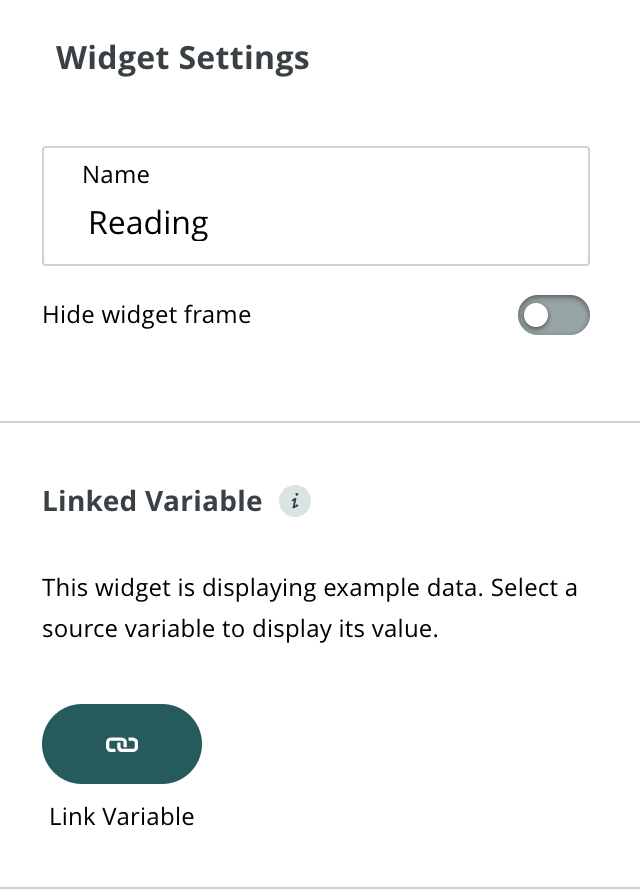 Widget Settings
Name
Reading
Hide widget frame
Linked Variable i
This widget is displaying example data. Select a
source variable to display its value.
Link Variable